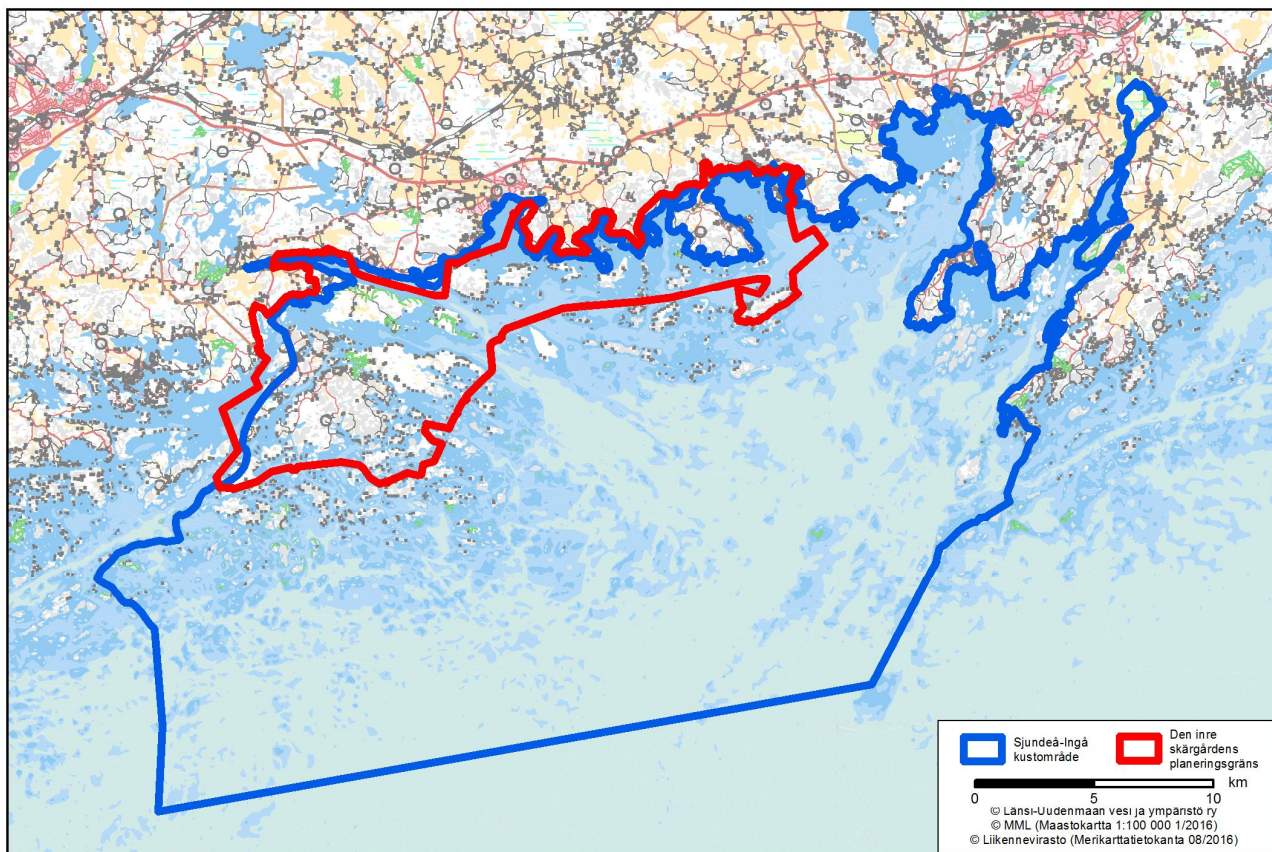 Sjundeå-Ingå
kustområde
Den inre
skärgårdens
planeringsgräns
km
0 5 10
© Länsi-Uudenmaan vesi ja ympäristö ry
© MML (Maastokartta 1:100 000 1/2016)
© Liikennevirasto (Merikarttatietokanta 08/2016)